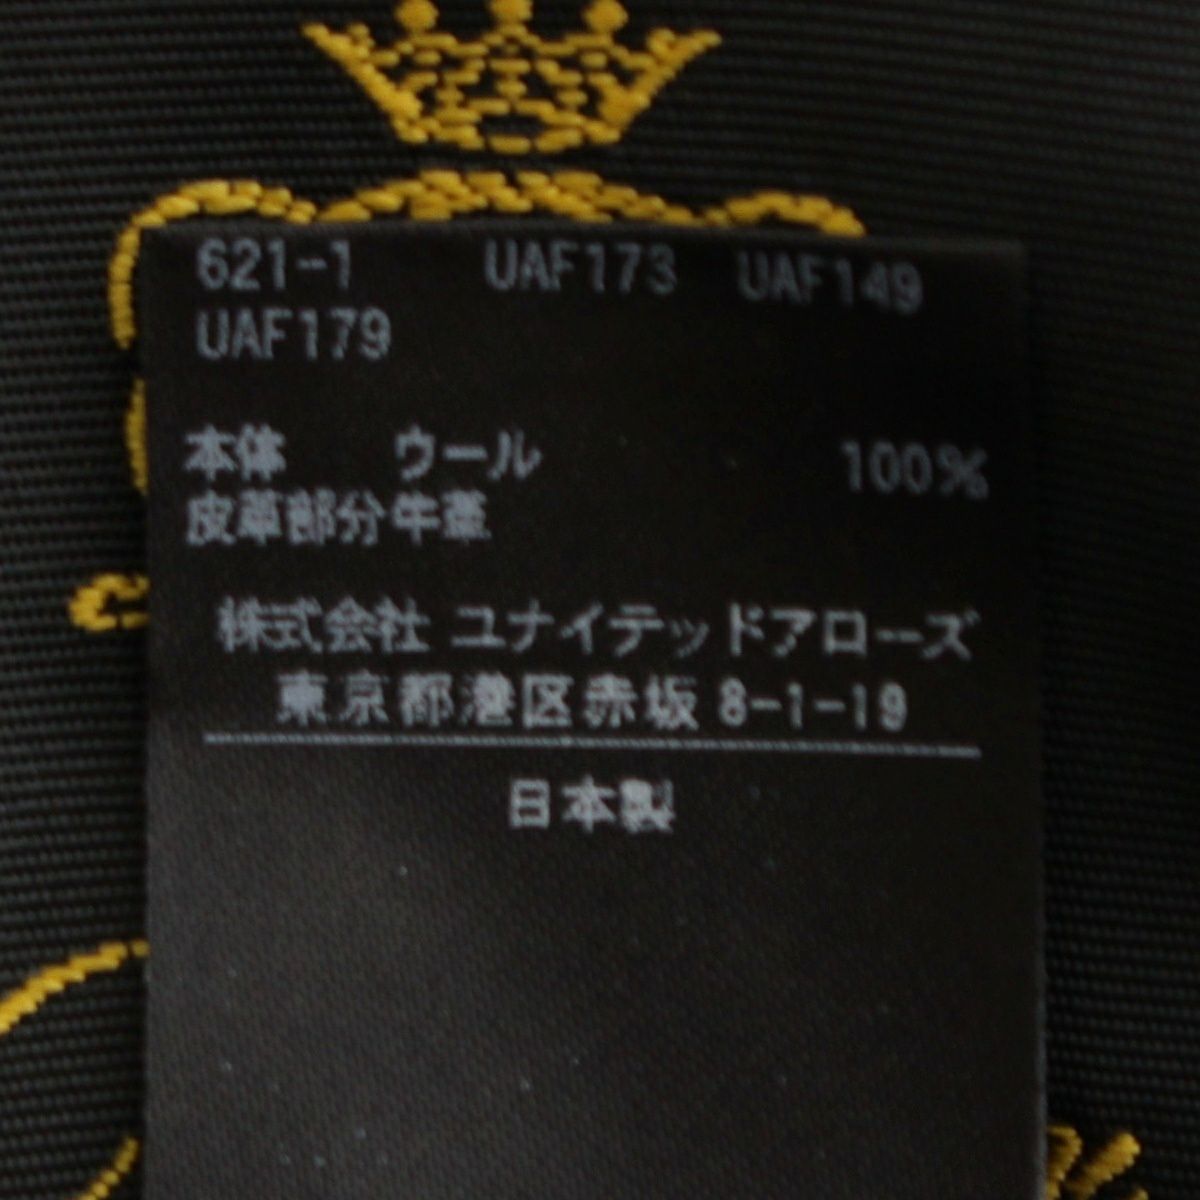 621-1 UAF173 UAF149
UAF179
本体 ウール 100%
皮革部分牛革
株式会社 ユナイテッドアローズ
東京都港区赤坂 8-1-19
日本製